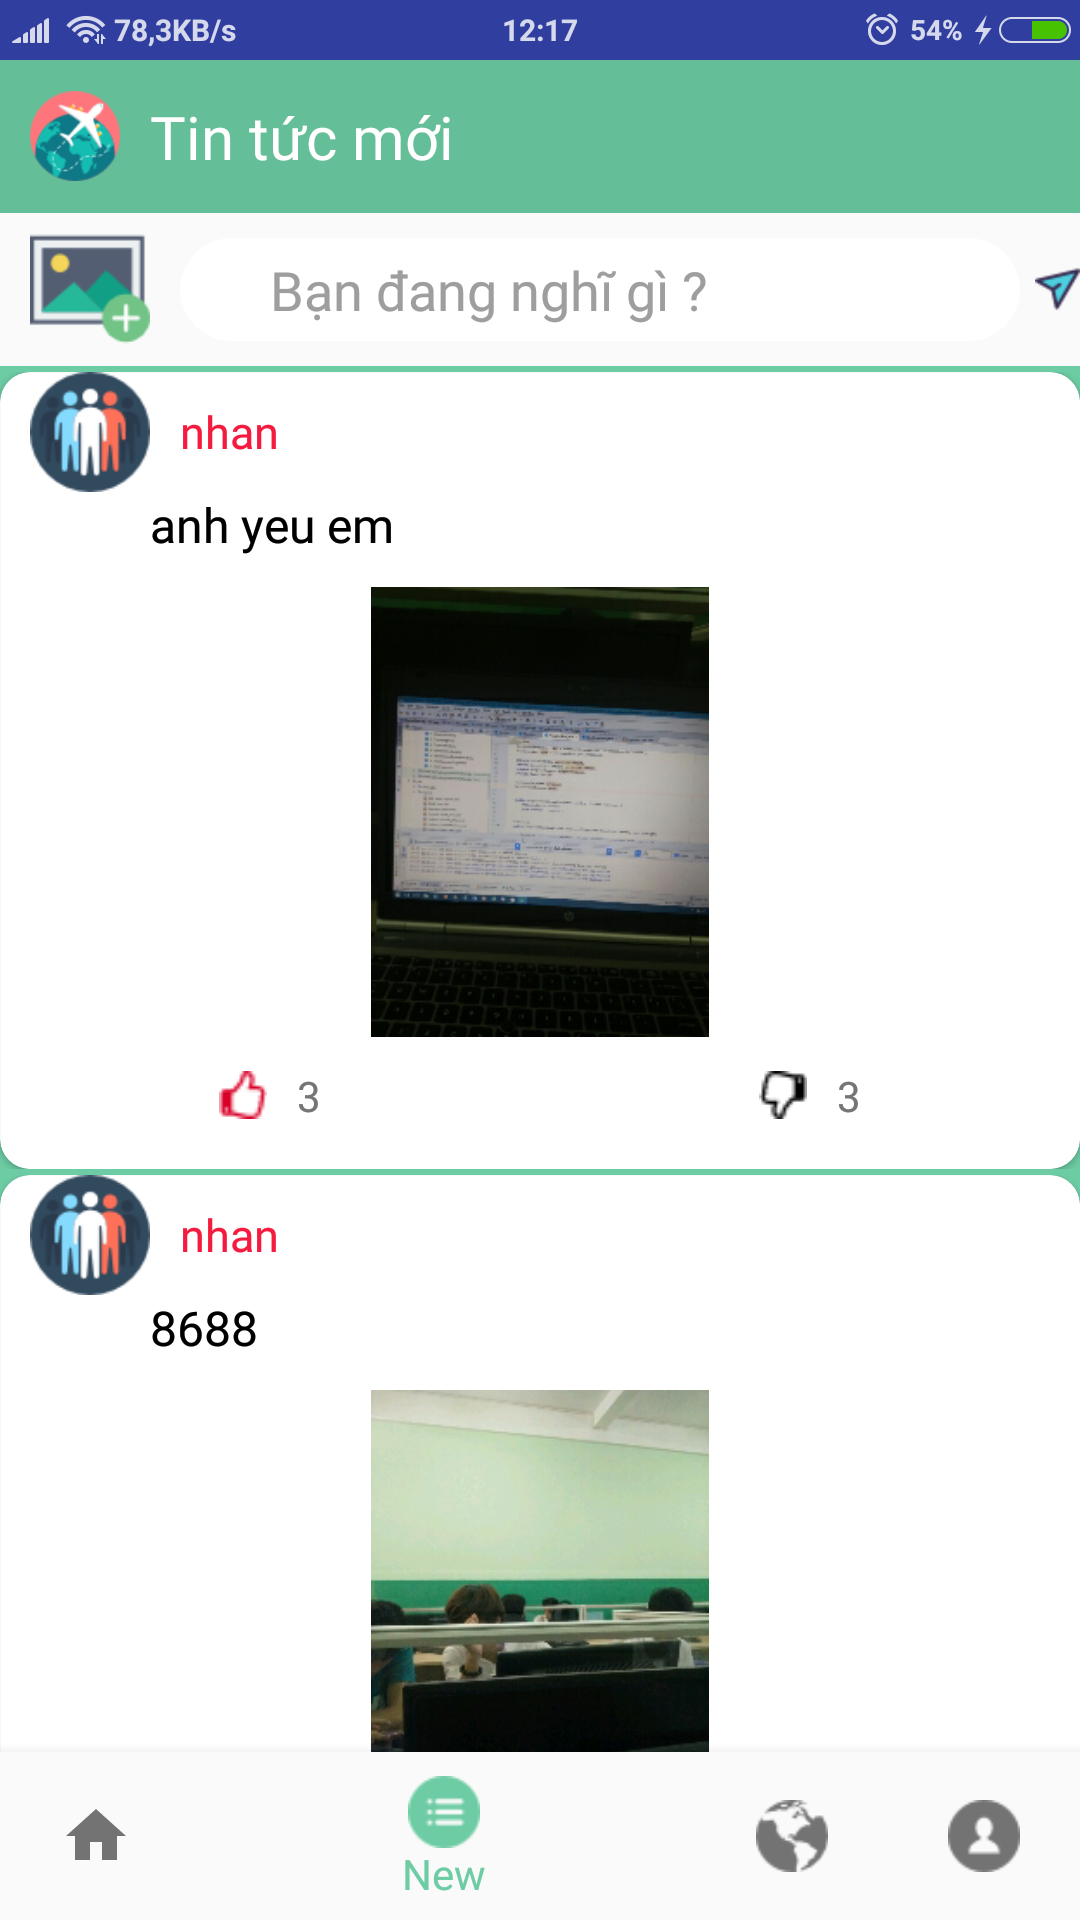 78,3KB/s 12:17 54%
Tin tức mới
Bạn đang nghĩ gì ?
nhan
anh yeu em
3 3
nhan
8688
New